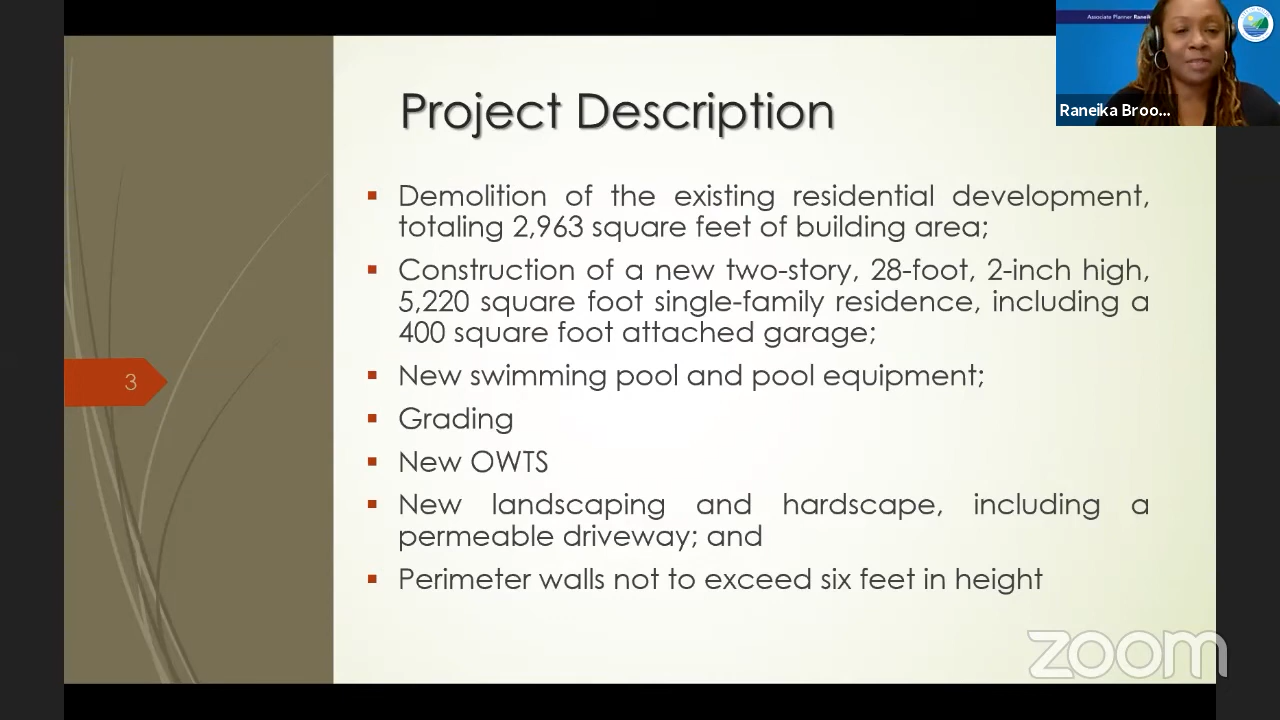 Associate Planner Raneik
Raneika Broo...
Project Description
Demolition of the existing residential development,
totaling 2,963 square feet of building area;
Construction of a new two-story, 28-foot, 2-inch high,
5,220 square foot single-family residence, including a
400 square foot attached garage;
New swimming pool and pool equipment;
3
Grading
New OWTS
New landscaping and hardscape, including a
permeable driveway; and
Perimeter walls not to exceed six feet in height
zoom